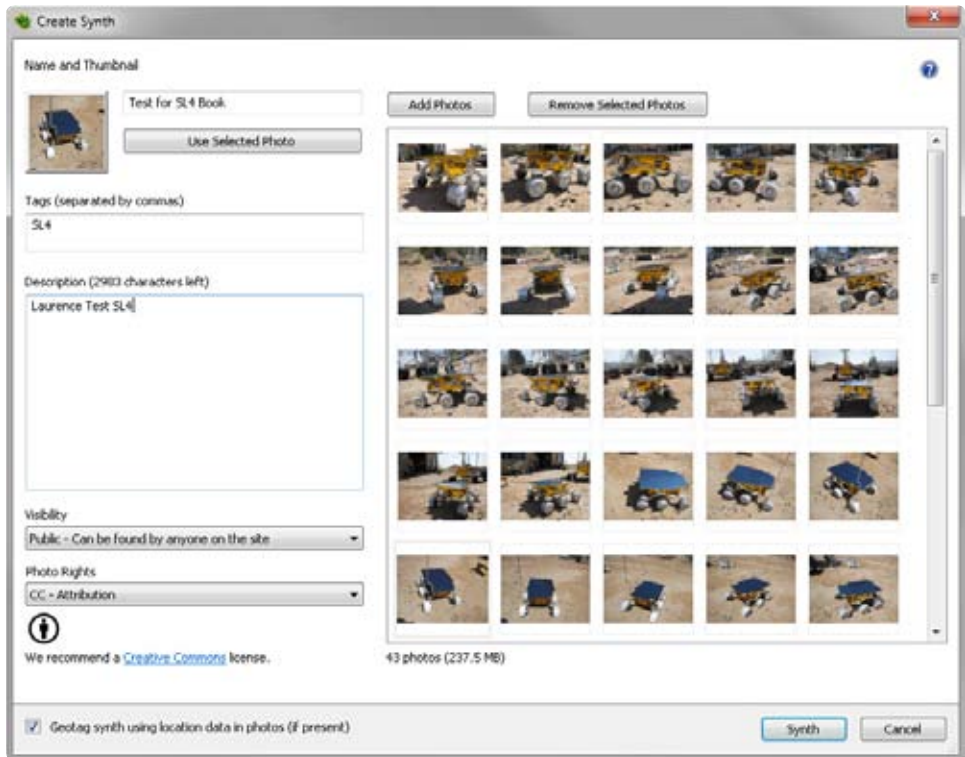 Create Synth
Name and Thumbnail
Test for SL4 Book
Use Selected Photo
Add Photos
Remove Selected Photos
Tags (separated by commas)
SL4
Description (2983 characters left)
Laurence Test SL4
Visibility
Public - Can be found by anyone on the site
Photo Rights
CC - Attribution
We recommend a Creative Commons license.
43 photos (237.5 MB)
Geotag synth using location data in photos (if present)
Synth
Cancel